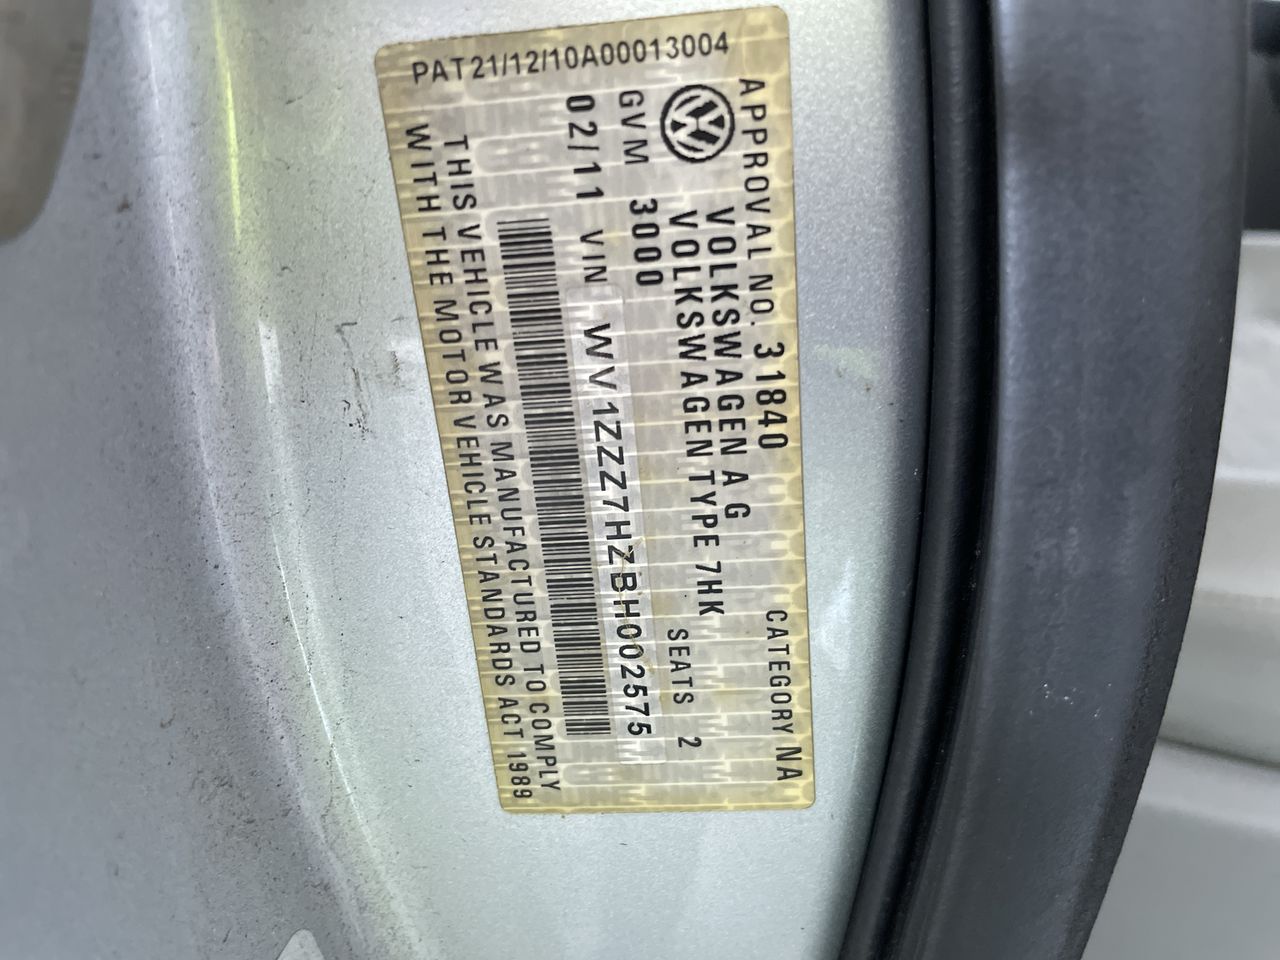 APPROVAL NO. 31840 CATEGORY NA
VOLKSWAGEN AG
VOLKSWAGEN TYPE 7HK
GVM 3000 SEATS 2
02/11 VIN WV1ZZZ7HZBH002575
THIS VEHICLE WAS MANUFACTURED TO COMPLY
WITH THE MOTOR VEHICLE STANDARDS ACT 1989
PAT21/12/10A00013004